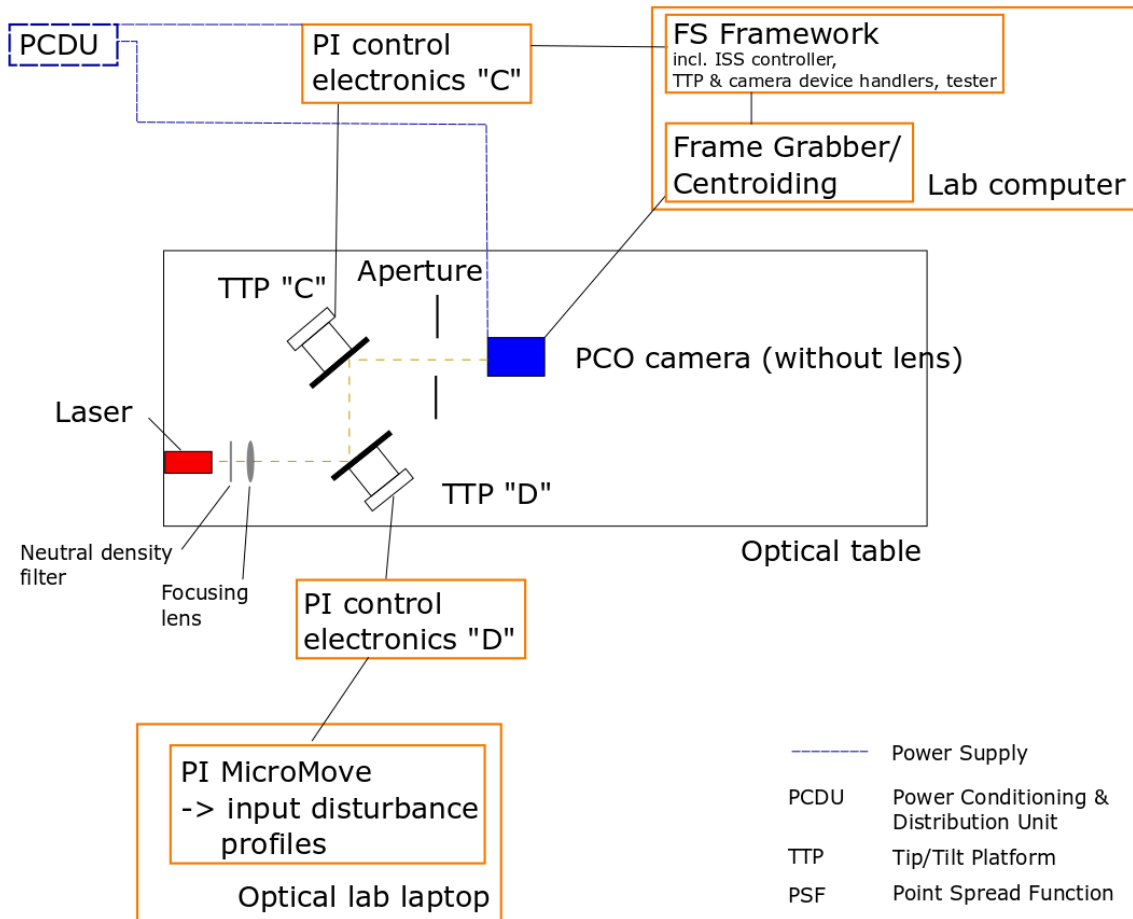 PCDU
PI control
electronics "C"
FS Framework
incl. ISS controller,
TTP & camera device handlers, tester
Frame Grabber/
Centroiding
Lab computer
TTP "C"
Aperture
PCO camera (without lens)
Laser
TTP "D"
Neutral density
filter
Focusing
lens
Optical table
PI control
electronics "D"
PI MicroMove
-> input disturbance
profiles
Optical lab laptop
Power Supply
PCDU Power Conditioning &
Distribution Unit
TTP Tip/Tilt Platform
PSF Point Spread Function